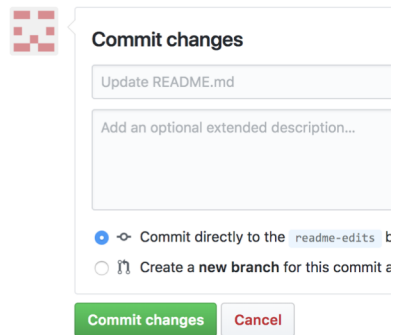 Commit changes
Update README.md
Add an optional extended description...
Commit directly to the readme-edits
Create a new branch for this commit
Commit changes
Cancel